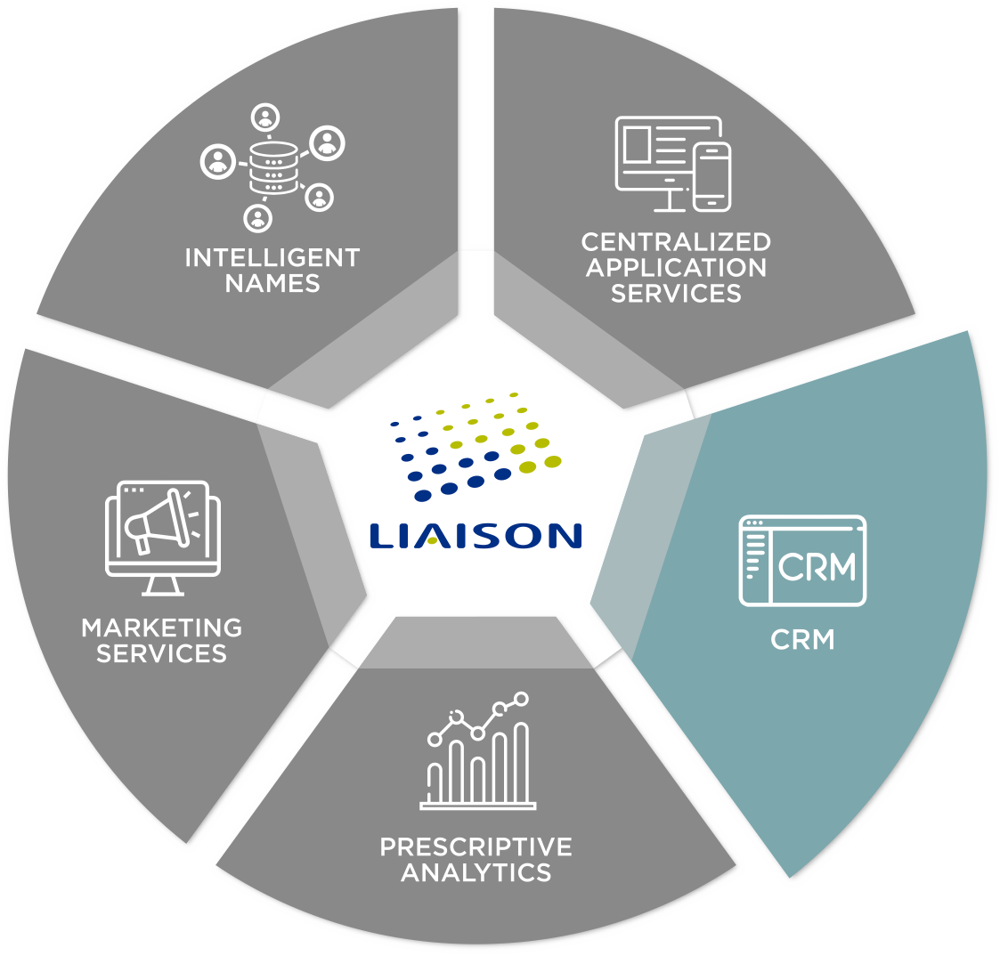 INTELLIGENT
NAMES
CENTRALIZED
APPLICATION
SERVICES
LIAISON
CRM
CRM
MARKETING
SERVICES
PRESCRIPTIVE
ANALYTICS